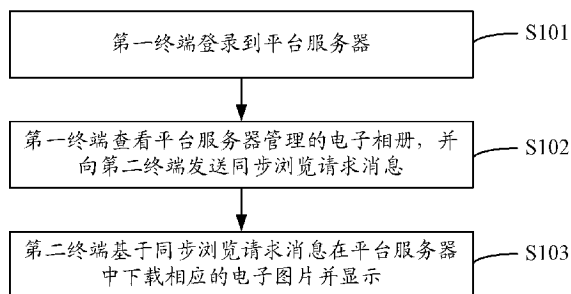 第一终端登录到平台服务器
S101
第一终端查看平台服务器管理的电子相册，并
向第二终端发送同步浏览请求消息
S102
第二终端基于同步浏览请求消息在平台服务器
中下载相应的电子图片并显示
S103